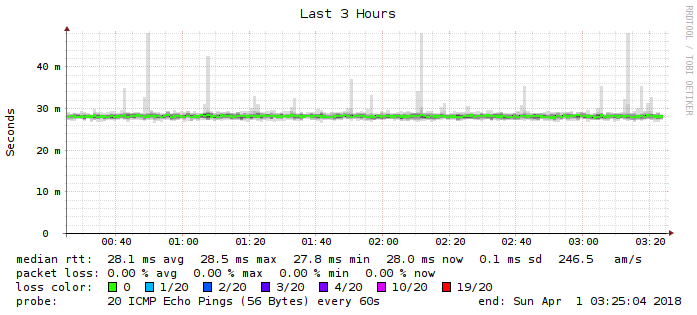 Last 3 Hours
RRDTOOL / TOBI OETIKER
Seconds
40 m
30 m
20 m
10 m
0
00:40 01:00 01:20 01:40 02:00 02:20 02:40 03:00 03:20
median rtt: 28.1 ms avg 28.5 ms max 27.8 ms min 28.0 ms now 0.1 ms sd 246.5 am/s
packet loss: 0.00 % avg 0.00 % max 0.00 % min 0.00 % now
loss color: 0 1/20 2/20 3/20 4/20 10/20 19/20
probe: 20 ICMP Echo Pings (56 Bytes) every 60s end: Sun Apr 1 03:25:04 2018